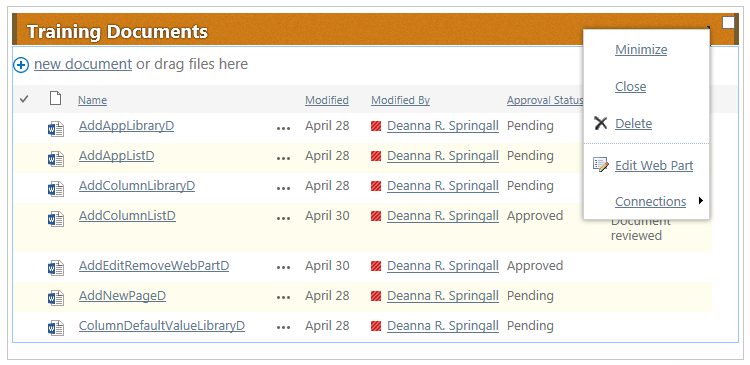 Training Documents
new document or drag files here
Name Modified Modified By Approval Status
AddAppLibraryD ... April 28 Deanna R. Springall Pending
AddAppListD ... April 28 Deanna R. Springall Pending
AddColumnLibraryD ... April 28 Deanna R. Springall Pending
AddColumnListD ... April 30 Deanna R. Springall Approved Document
reviewed
AddEditRemoveWebPartD ... April 30 Deanna R. Springall Approved
AddNewPageD ... April 28 Deanna R. Springall Pending
ColumnDefaultValueLibraryD ... April 28 Deanna R. Springall Pending
Minimize
Close
Delete
Edit Web Part
Connections